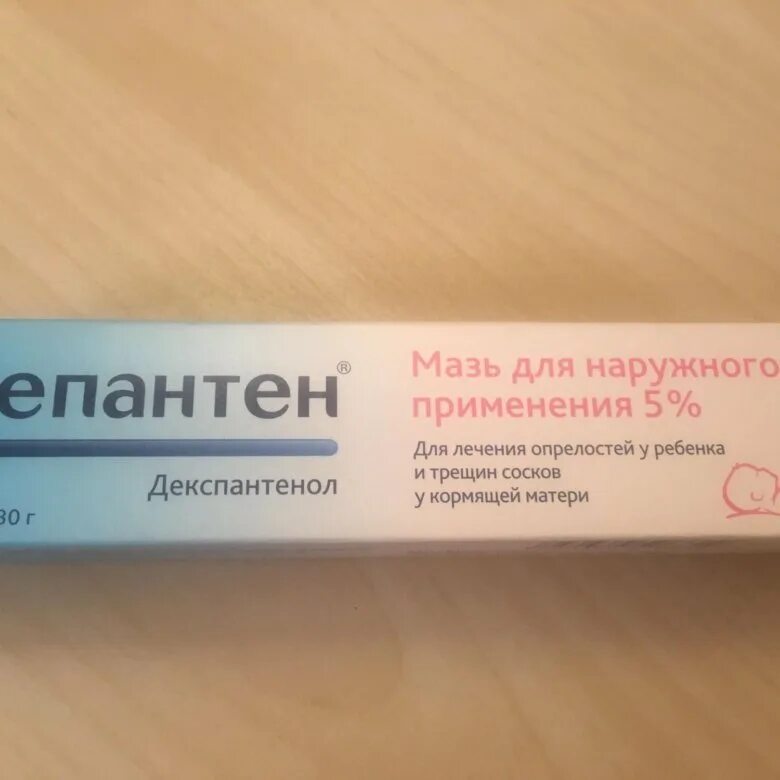 епантен®
Декспантенол
30 г
Мазь для наружного
применения 5%
Для лечения опрелостей у ребенка
и трещин сосков
у кормящей матери